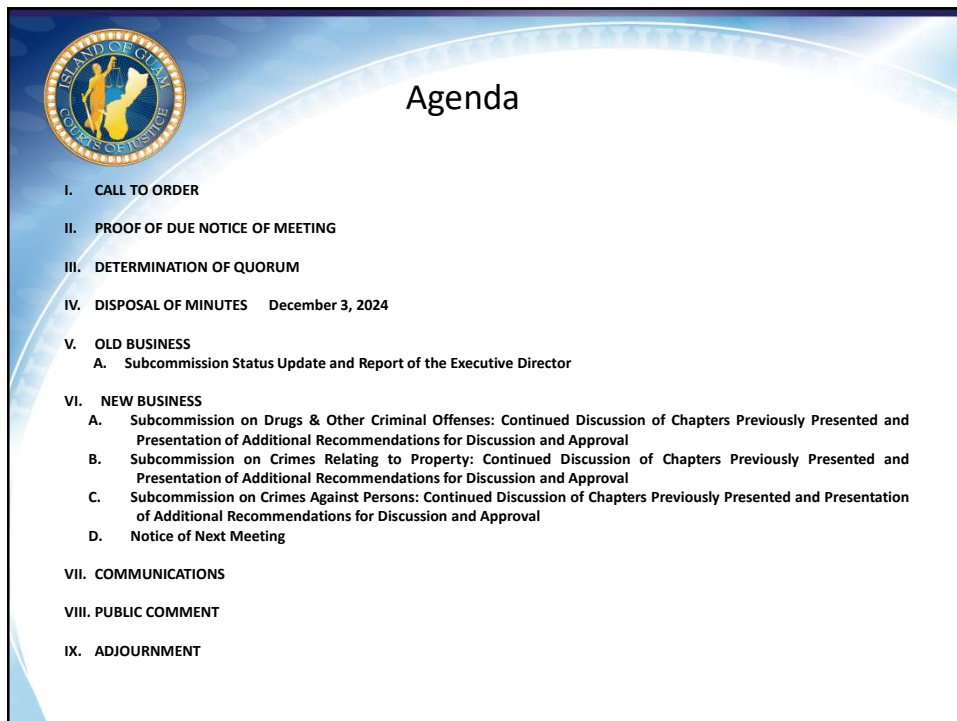 ISLAND OF GUAM
COURTS OF JUSTICE
Agenda
I. CALL TO ORDER
II. PROOF OF DUE NOTICE OF MEETING
III. DETERMINATION OF QUORUM
IV. DISPOSAL OF MINUTES December 3, 2024
V. OLD BUSINESS
A. Subcommission Status Update and Report of the Executive Director
VI. NEW BUSINESS
A. Subcommission on Drugs & Other Criminal Offenses: Continued Discussion of Chapters Previously Presented and
Presentation of Additional Recommendations for Discussion and Approval
B. Subcommission on Crimes Relating to Property: Continued Discussion of Chapters Previously Presented and
Presentation of Additional Recommendations for Discussion and Approval
C. Subcommission on Crimes Against Persons: Continued Discussion of Chapters Previously Presented and Presentation
of Additional Recommendations for Discussion and Approval
D. Notice of Next Meeting
VII. COMMUNICATIONS
VIII. PUBLIC COMMENT
IX. ADJOURNMENT